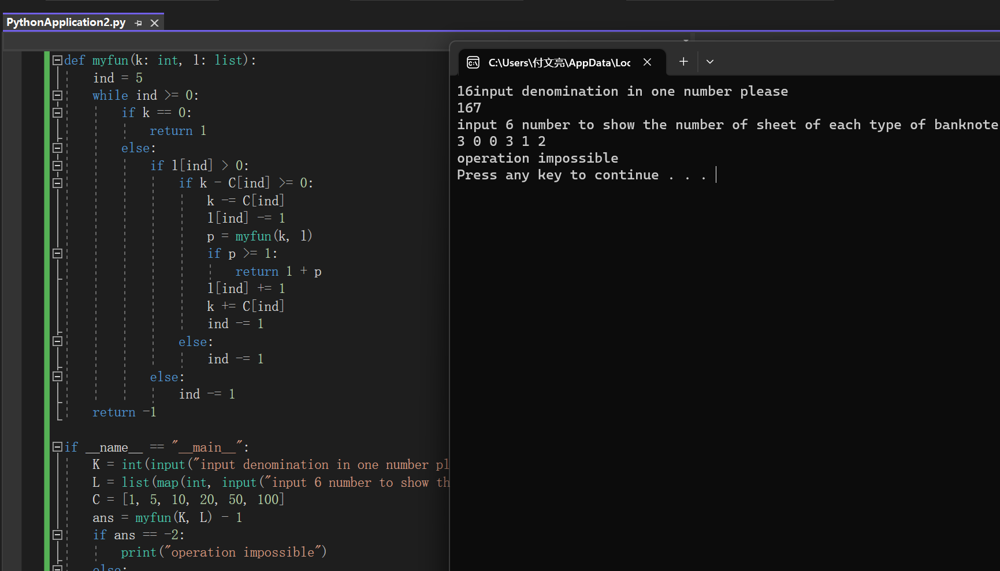 PythonApplication2.py
def myfun(k: int, l: list):
    ind = 5
    while ind >= 0:
        if k == 0:
            return 1
        else:
            if l[ind] > 0:
                if k - C[ind] >= 0:
                    k -= C[ind]
                    l[ind] -= 1
                    p = myfun(k, l)
                    if p >= 1:
                        return 1 + p
                    l[ind] += 1
                    k += C[ind]
                    ind -= 1
                else:
                    ind -= 1
            else:
                ind -= 1
    return -1
if __name__ == "__main__":
    K = int(input("input denomination in one number pl
    L = list(map(int, input("input 6 number to show th
    C = [1, 5, 10, 20, 50, 100]
    ans = myfun(K, L) - 1
    if ans == -2:
        print("operation impossible")
    else:
C:\Users\付文亮\AppData\Loc
16input denomination in one number please
167
input 6 number to show the number of sheet of each type of banknote
3 0 0 3 1 2
operation impossible
Press any key to continue . . .